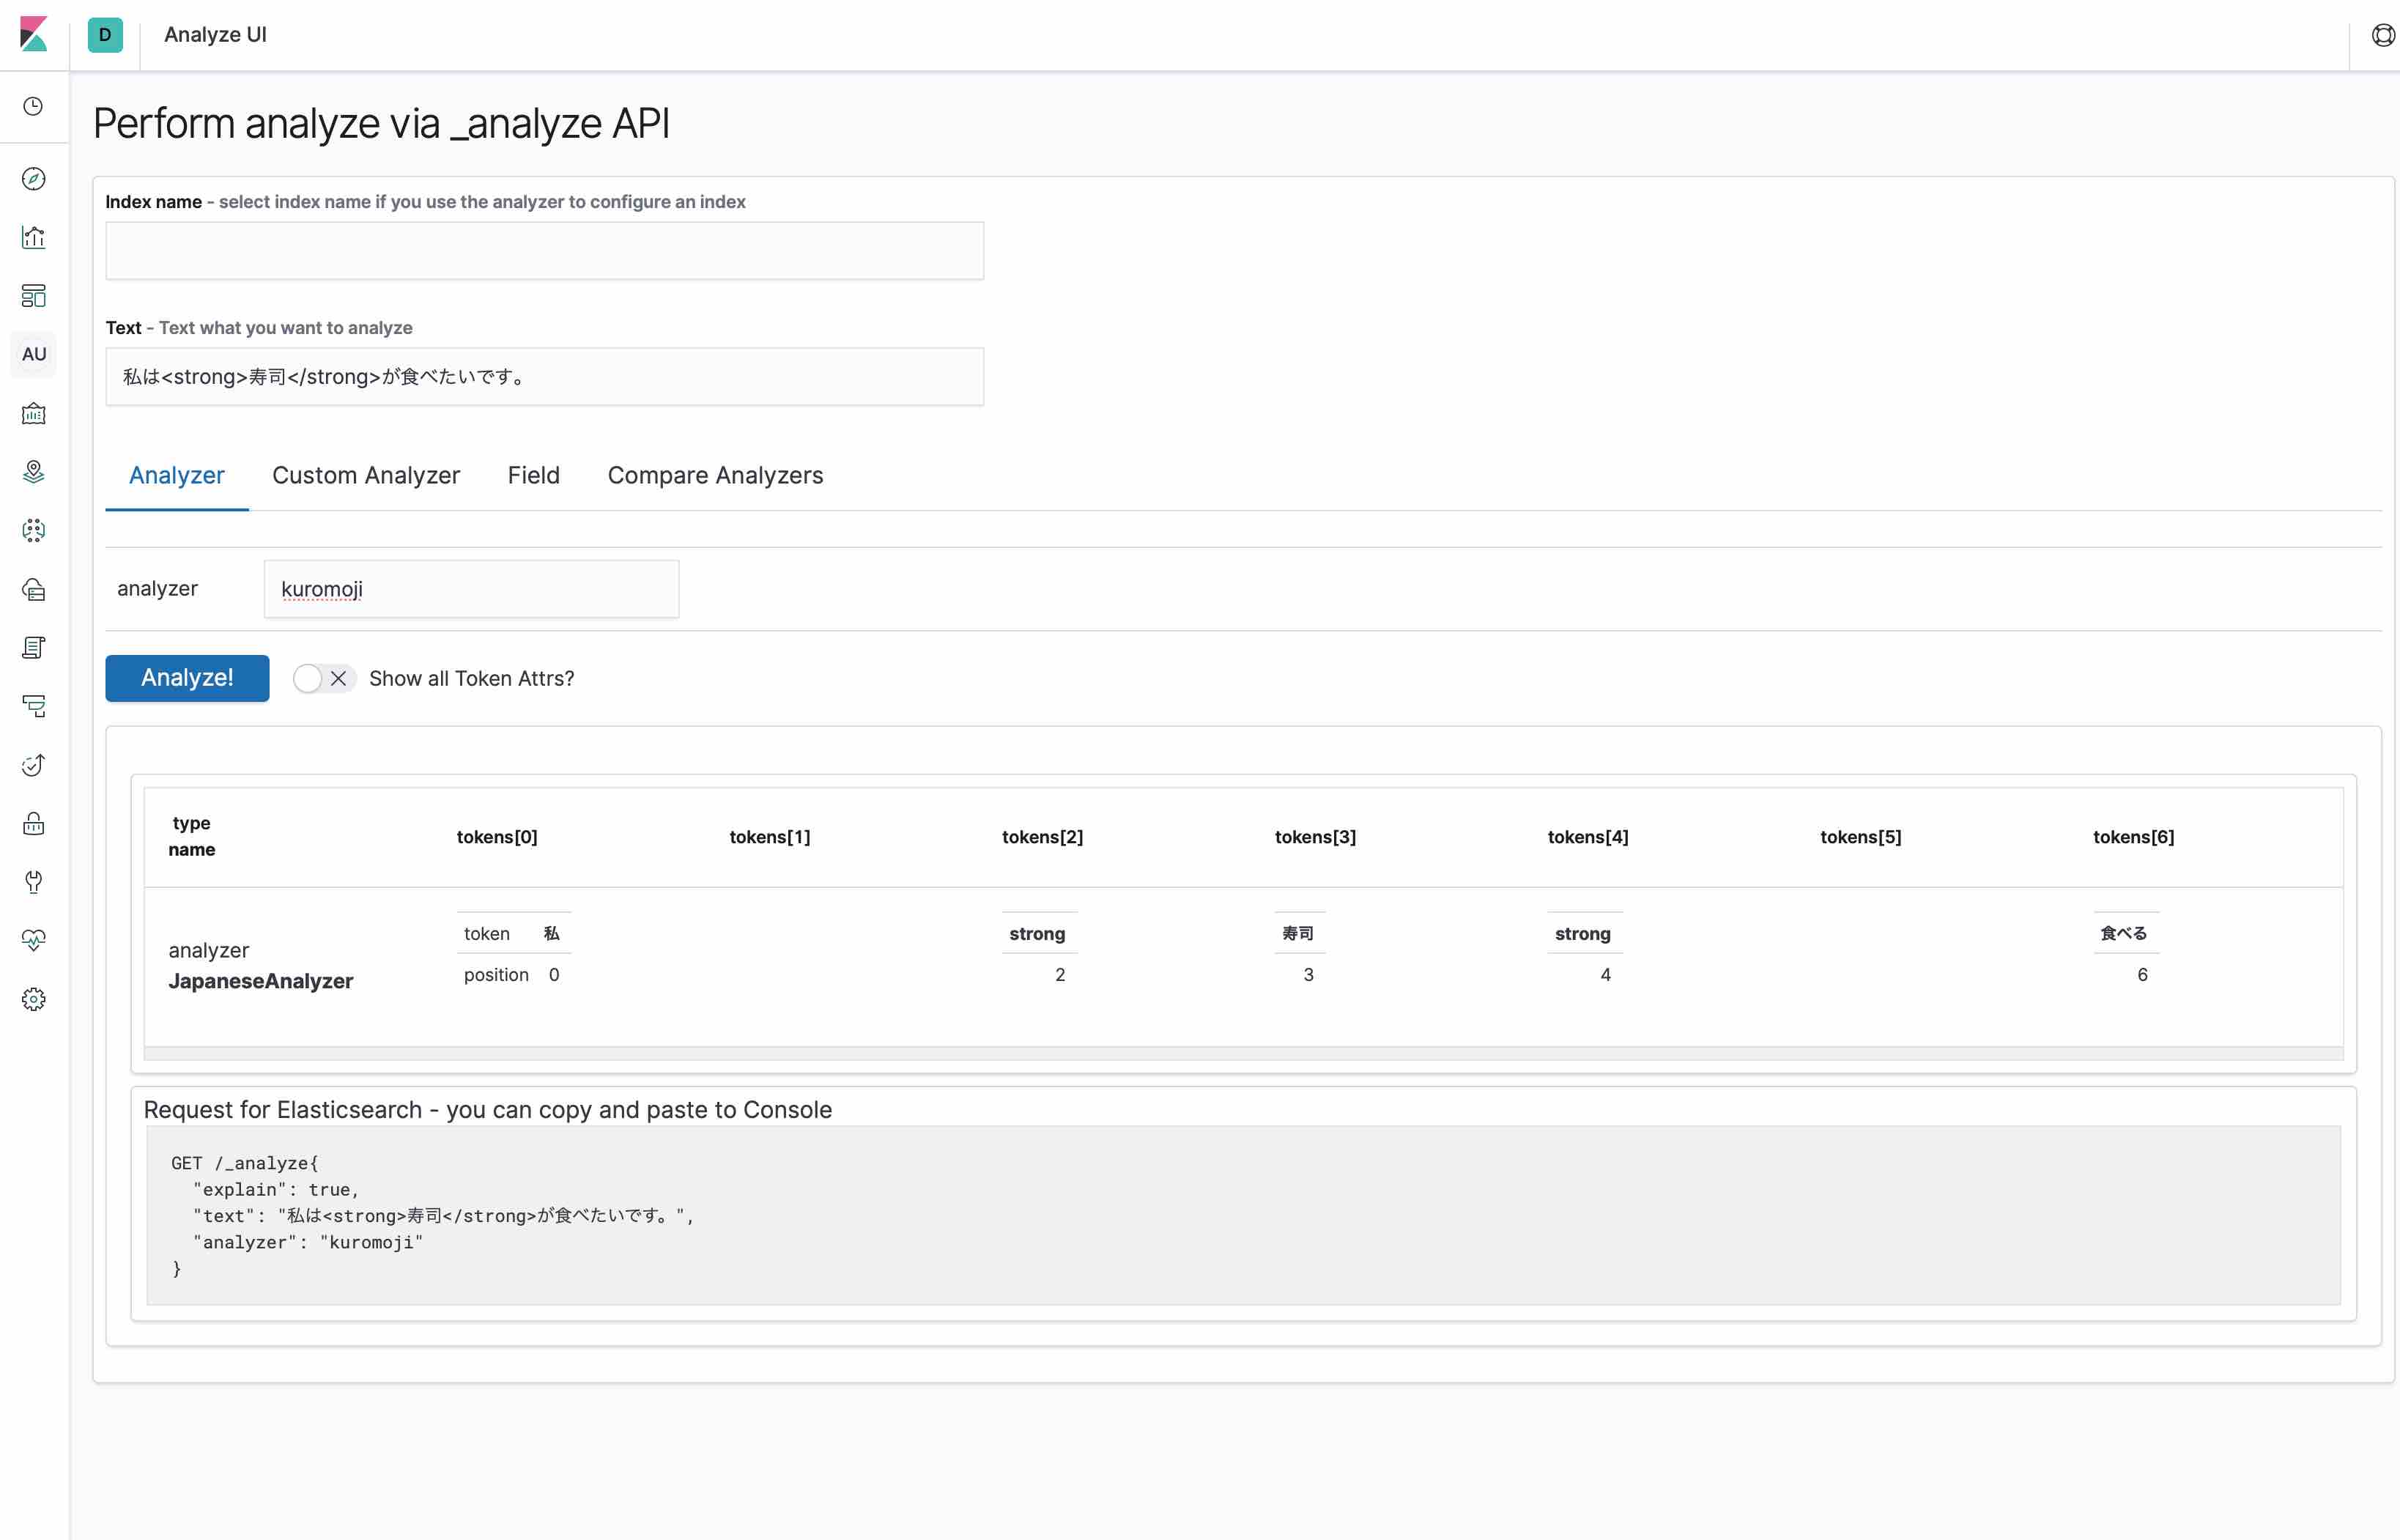 D
Analyze UI
Perform analyze via _analyze API
Index name - select index name if you use the analyzer to configure an index
Text - Text what you want to analyze
私は<strong>寿司</strong>が食べたいです。
AU
Analyzer Custom Analyzer Field Compare Analyzers
analyzer kuromoji
Analyze! Show all Token Attrs?
type
name
tokens[0] tokens[1] tokens[2] tokens[3] tokens[4] tokens[5] tokens[6]
token 私 strong 寿司 strong 食べる
analyzer
JapaneseAnalyzer
position 0 2 3 4 6
Request for Elasticsearch - you can copy and paste to Console
GET /_analyze{
"explain": true,
"text": "私は<strong>寿司</strong>が食べたいです。",
"analyzer": "kuromoji"
}